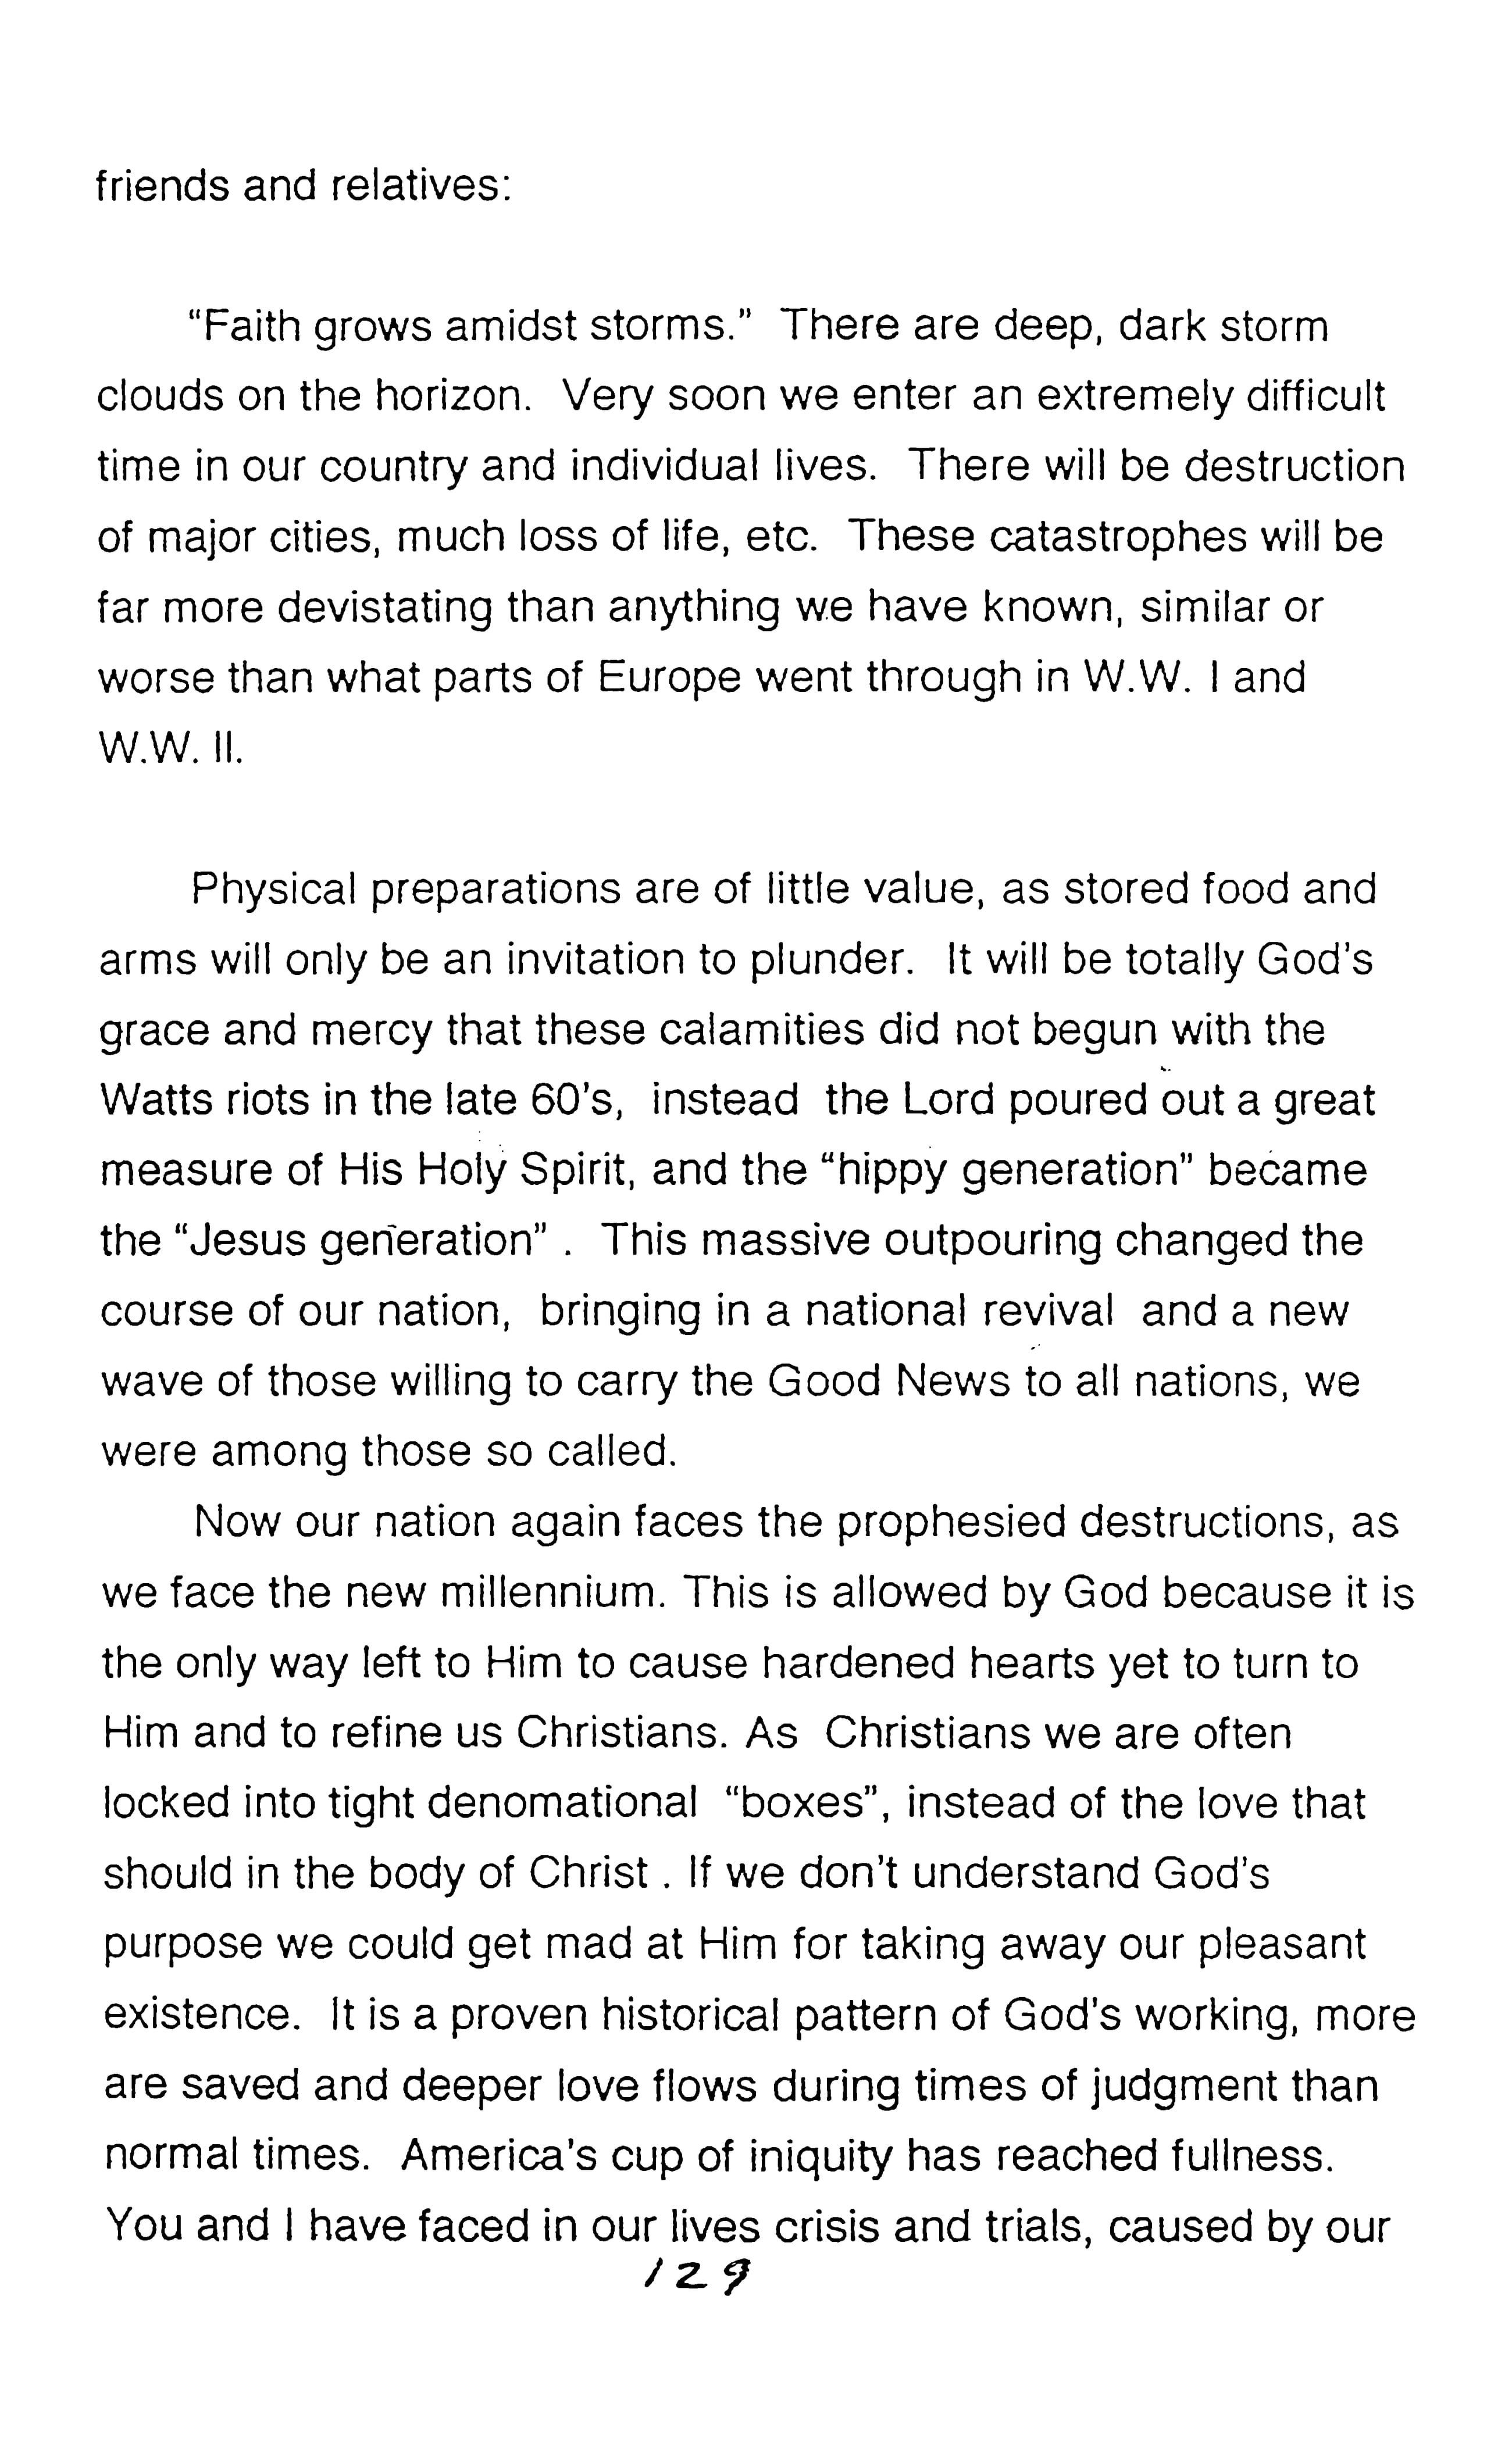 friends and relatives:
"Faith grows amidst storms."  There are deep, dark storm
clouds on the horizon.  Very soon we enter an extremely difficult
time in our country and individual lives.  There will be destruction
of major cities, much loss of life, etc.  These catastrophes will be
far more devistating than anything we have known, similar or
worse than what parts of Europe went through in W.W. I and
W.W. II.
Physical preparations are of little value, as stored food and
arms will only be an invitation to plunder.  It will be totally God's
grace and mercy that these calamities did not begun with the
Watts riots in the late 60's,  instead  the Lord poured out a great
measure of His Holy Spirit, and the "hippy generation" became
the "Jesus generation" .  This massive outpouring changed the
course of our nation,  bringing in a national revival  and a new
wave of those willing to carry the Good News to all nations, we
were among those so called.
Now our nation again faces the prophesied destructions, as
we face the new millennium. This is allowed by God because it is
the only way left to Him to cause hardened hearts yet to turn to
Him and to refine us Christians. As  Christians we are often
locked into tight denomational  "boxes", instead of the love that
should in the body of Christ . If we don't understand God's
purpose we could get mad at Him for taking away our pleasant
existence.  It is a proven historical pattern of God's working, more
are saved and deeper love flows during times of judgment than
normal times.  America's cup of iniquity has reached fullness.
You and I have faced in our lives crisis and trials, caused by our
129